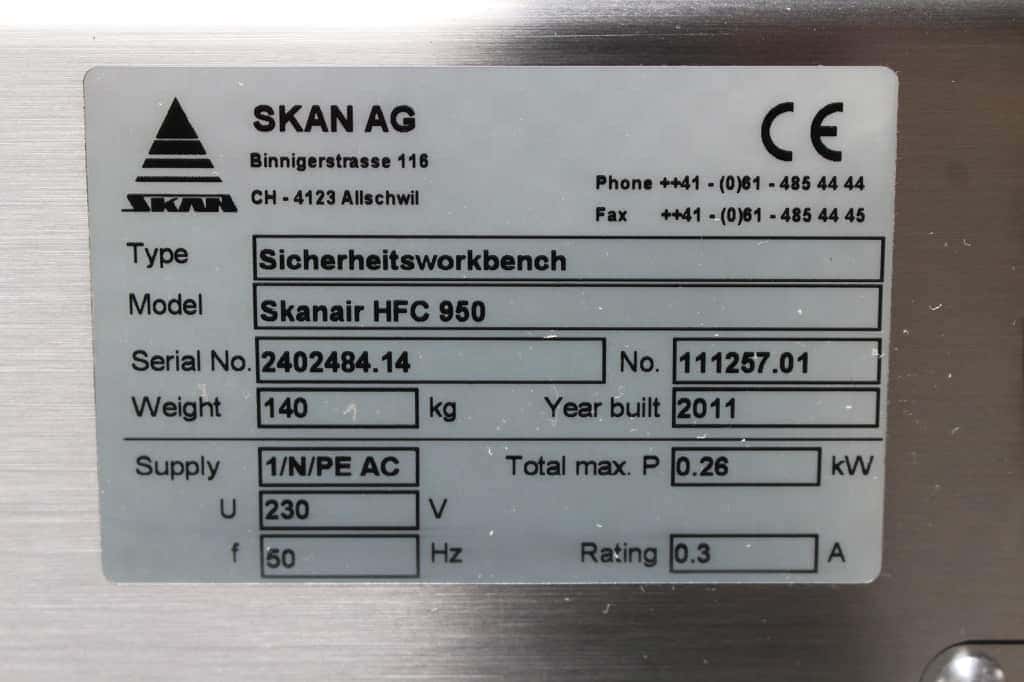 SKAN AG
Binnigerstrasse 116
CH - 4123 Allschwil
SKAN
Phone ++41 - (0)61 - 485 44 44
Fax ++41 - (0)61 - 485 44 45
CE
Type Sicherheitsworkbench
Model Skanair HFC 950
Serial No. 2402484.14 No. 111257.01
Weight 140 kg Year built 2011
Supply 1/N/PE AC Total max. P 0.26 kW
U 230 V
f 50 Hz Rating 0.3 A